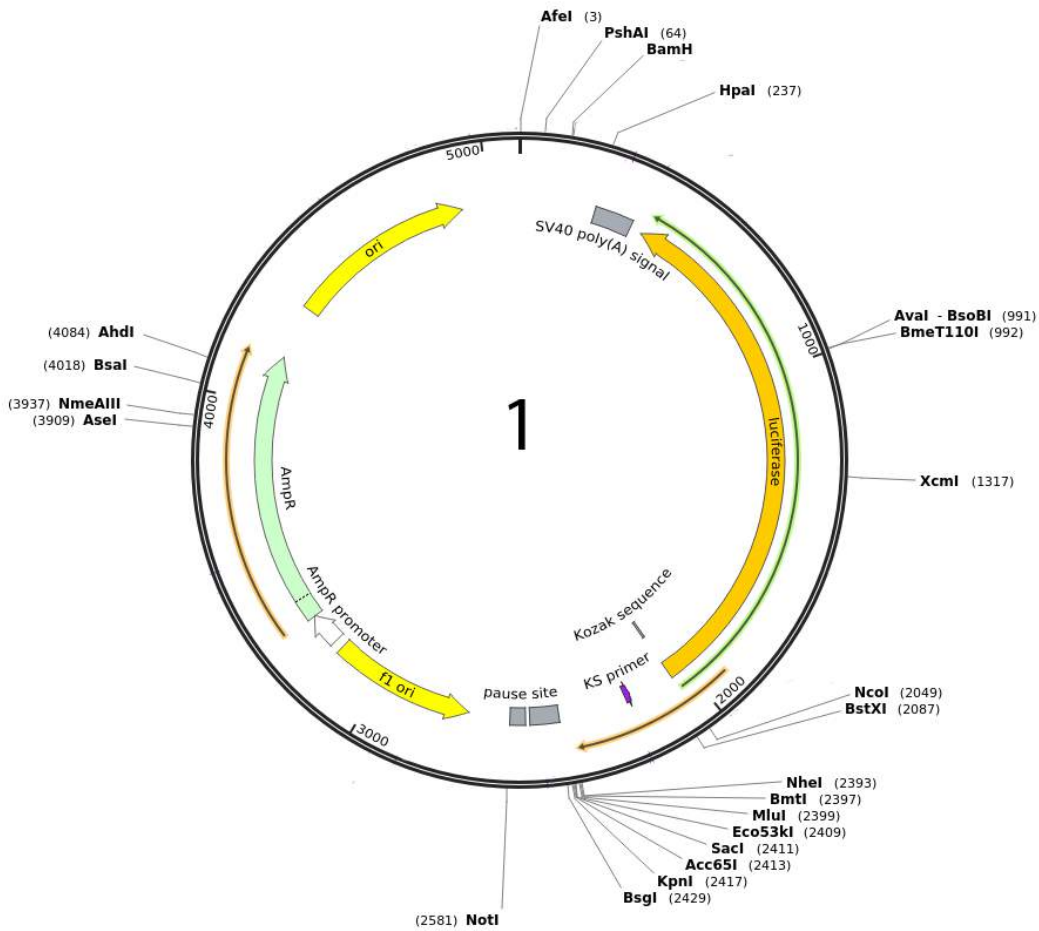 AfeI (3)
PshAI (64)
BamH
HpaI (237)
5000
SV40 poly(A) signal
ori
AvaI - BsoBI (991)
BmeT110I (992)
1000
(4084) AhdI
(4018) BsaI
(3937) NmeAIII
(3909) AseI
4000
1
luciferase
AmpR
XcmI (1317)
AmpR promoter
Kozak sequence
KS primer
f1 ori
pause site
2000
3000
NcoI (2049)
BstXI (2087)
NheI (2393)
BmtI (2397)
MluI (2399)
Eco53kI (2409)
SacI (2411)
Acc65I (2413)
KpnI (2417)
BsgI (2429)
(2581) NotI